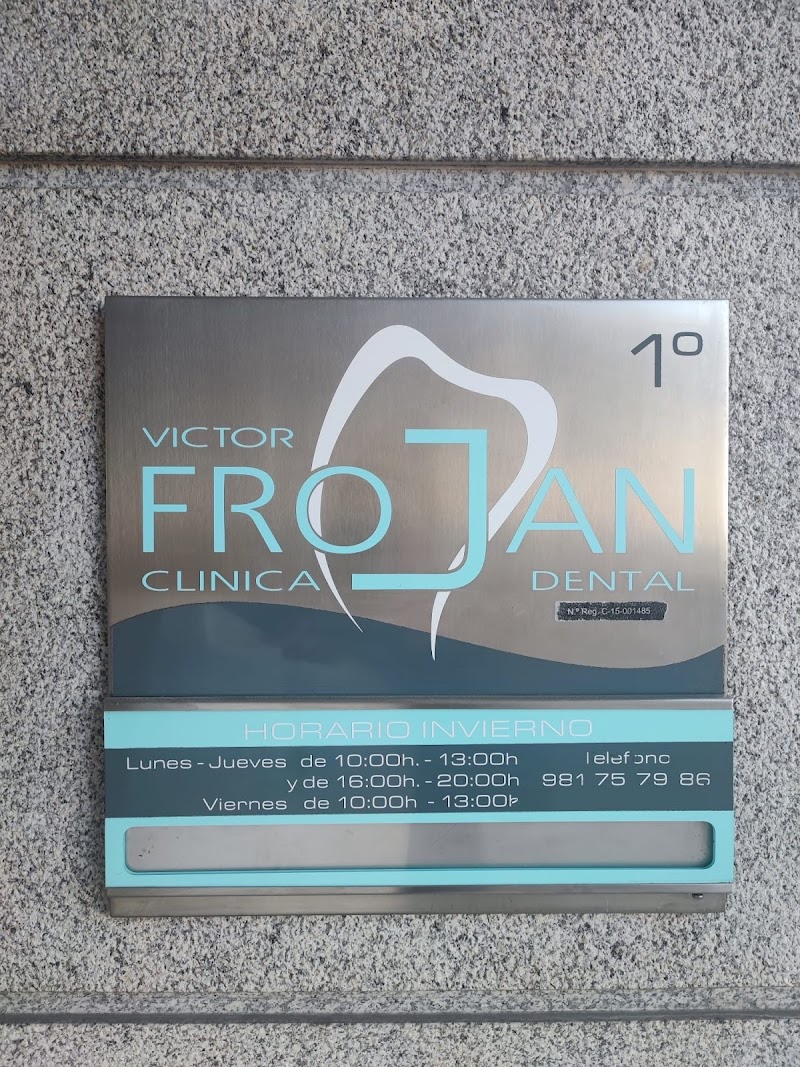 1º
VICTOR
FROJAN
CLINICA DENTAL
N.º Reg. C-15-001485
HORARIO INVIERNO
Lunes - Jueves de 10:00h. - 13:00h
y de 16:00h. - 20:00h
Viernes de 10:00h - 13:00h
Telefono
981 75 79 86